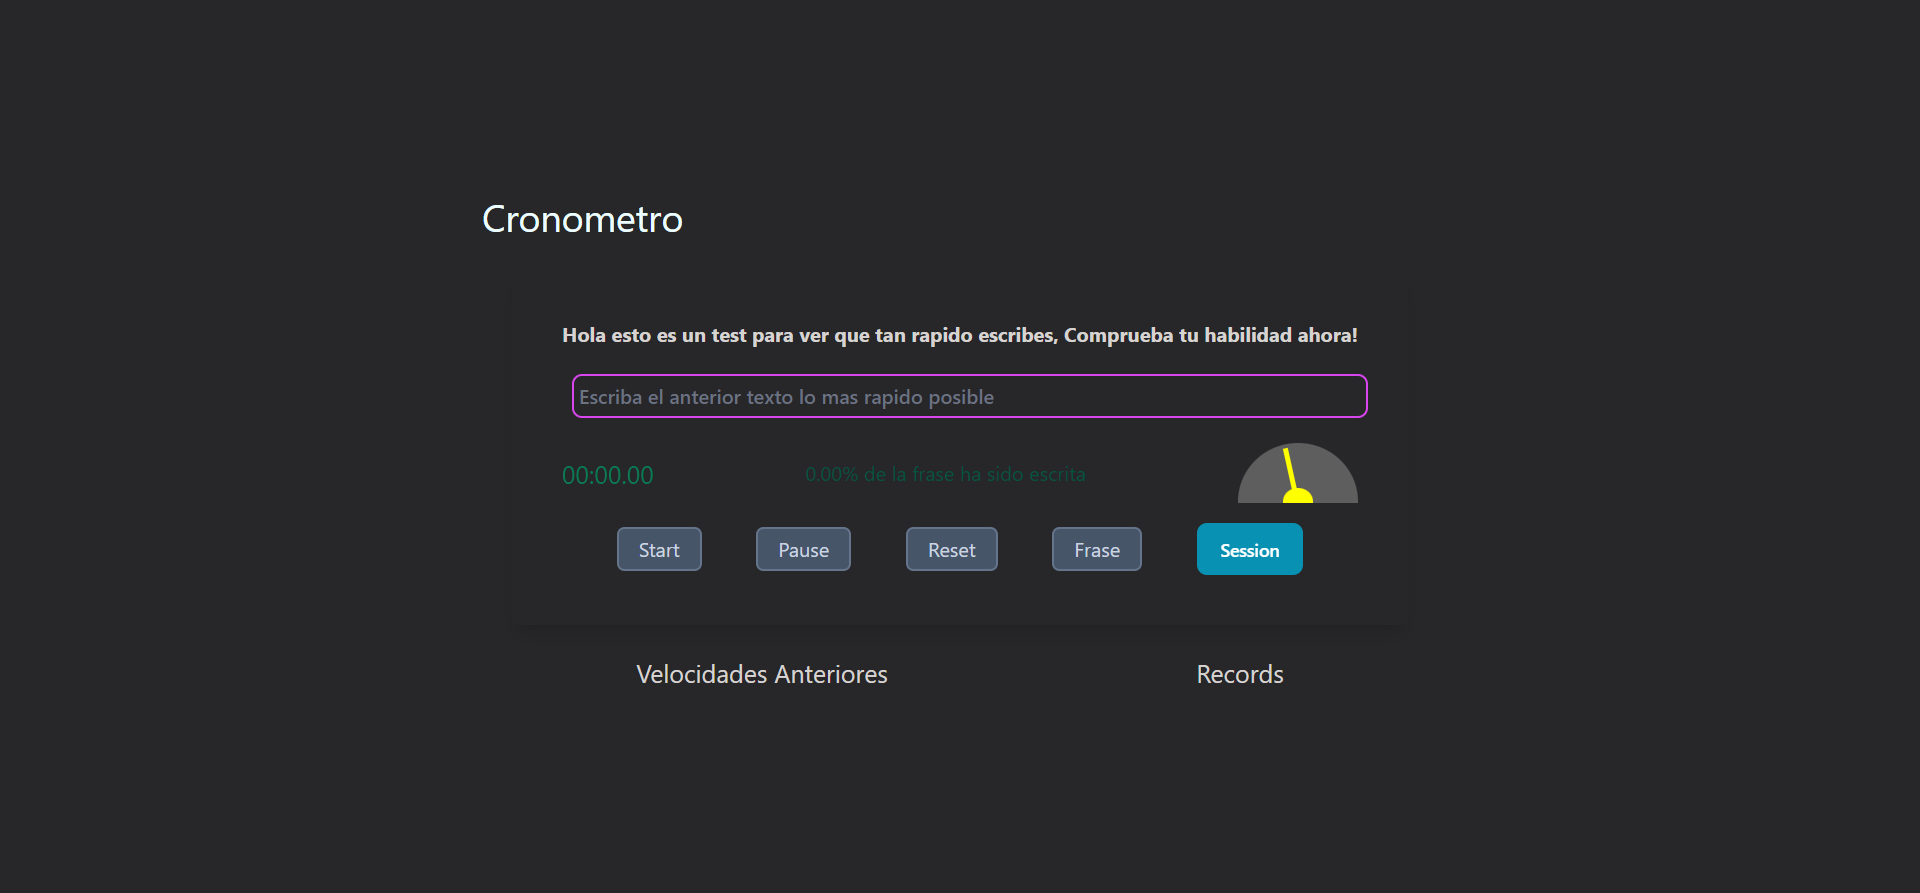 Cronometro
Hola esto es un test para ver que tan rapido escribes, Comprueba tu habilidad ahora!
Escriba el anterior texto lo mas rapido posible
00:00.00 0.00% de la frase ha sido escrita
Start Pause Reset Frase Session
Velocidades Anteriores Records